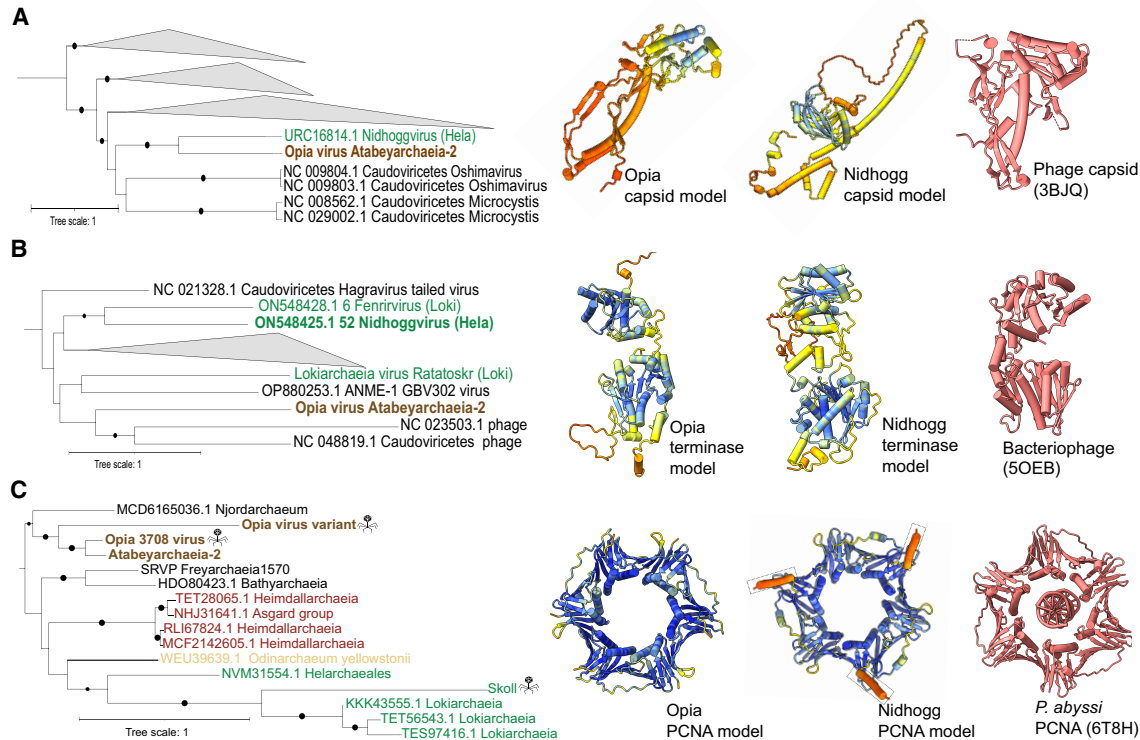 A
URC16814.1 Nidhoggvirus (Hela)
Opia virus Atabeyarchaeia-2
NC 009804.1 Caudoviricetes Oshimavirus
NC 009803.1 Caudoviricetes Oshimavirus
NC 008562.1 Caudoviricetes Microcystis
NC 029002.1 Caudoviricetes Microcystis
Tree scale: 1
Opia
capsid model
Nidhogg
capsid model
Phage capsid
(3BJQ)
B
NC 021328.1 Caudoviricetes Hagravirus tailed virus
ON548428.1 6 Fenrirvirus (Loki)
ON548425.1 52 Nidhoggvirus (Hela)
Lokiarchaeia virus Ratatoskr (Loki)
OP880253.1 ANME-1 GBV302 virus
Opia virus Atabeyarchaeia-2
NC 023503.1 phage
NC 048819.1 Caudoviricetes phage
Tree scale: 1
Opia
terminase
model
Nidhogg
terminase
model
Bacteriophage
(5OEB)
C
MCD6165036.1 Njordarchaeum
Opia virus variant
Opia 3708 virus
Atabeyarchaeia-2
SRVP Freyarchaeia1570
HDO80423.1 Bathyarchaeia
TET28065.1 Heimdallarchaeia
NHJ31641.1 Asgard group
RLI67824.1 Heimdallarchaeia
MCF2142605.1 Heimdallarchaeia
WEU39639.1 Odinarchaeum yellowstonii
NVM31554.1 Helarchaeales
Skoll
KKK43555.1 Lokiarchaeia
TET56543.1 Lokiarchaeia
TES97416.1 Lokiarchaeia
Tree scale: 1
Opia
PCNA model
Nidhogg
PCNA model
P. abyssi
PCNA (6T8H)